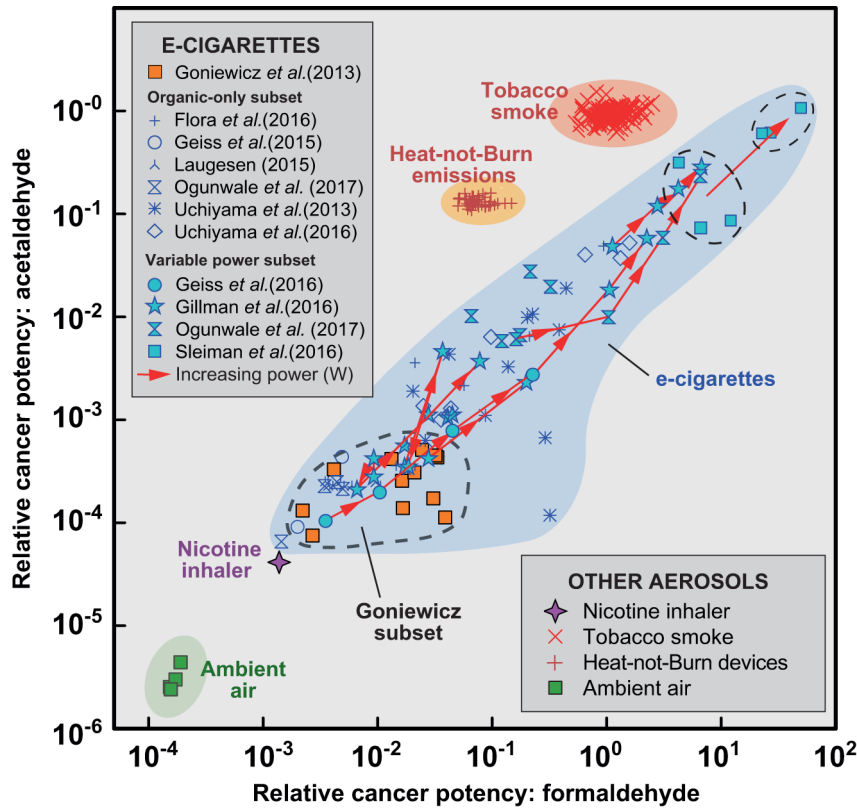 E-CIGARETTES
Goniewicz et al.(2013)
Organic-only subset
Flora et al.(2016)
Geiss et al.(2015)
Laugesen (2015)
Ogunwale et al. (2017)
Uchiyama et al.(2013)
Uchiyama et al.(2016)
Variable power subset
Geiss et al.(2016)
Gillman et al.(2016)
Ogunwale et al. (2017)
Sleiman et al.(2016)
Increasing power (W)
Tobacco
smoke
Heat-not-Burn
emissions
e-cigarettes
Nicotine
inhaler
Goniewicz
subset
Ambient
air
OTHER AEROSOLS
Nicotine inhaler
Tobacco smoke
Heat-not-Burn devices
Ambient air
Relative cancer potency: acetaldehyde
10⁻⁰
10⁻¹
10⁻²
10⁻³
10⁻⁴
10⁻⁵
10⁻⁶
10⁻⁴ 10⁻³ 10⁻² 10⁻¹ 10⁰ 10¹ 10²
Relative cancer potency: formaldehyde